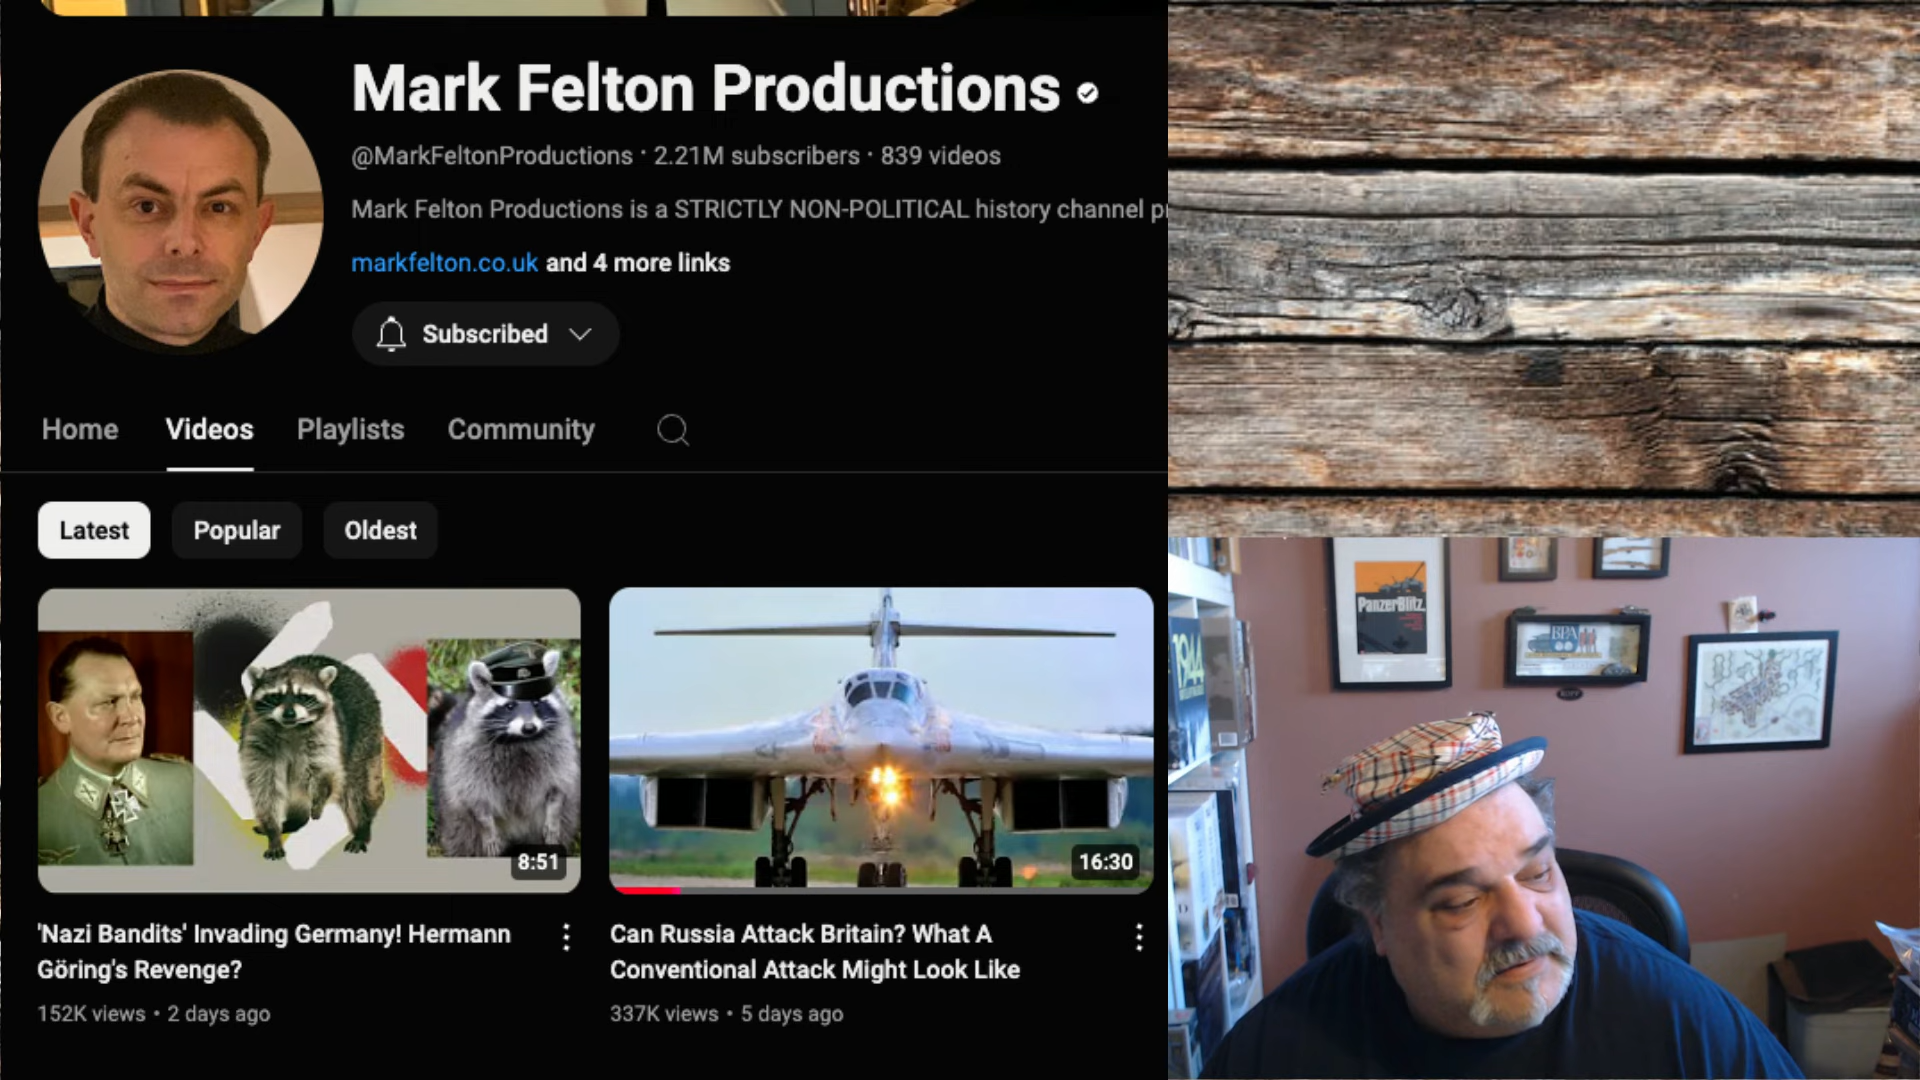 Mark Felton Productions
@MarkFeltonProductions · 2.21M subscribers · 839 videos
Mark Felton Productions is a STRICTLY NON-POLITICAL history channel pr
markfelton.co.uk and 4 more links
Subscribed
Home Videos Playlists Community
Latest Popular Oldest
8:51
16:30
'Nazi Bandits' Invading Germany! Hermann
Göring's Revenge?
152K views • 2 days ago
Can Russia Attack Britain? What A
Conventional Attack Might Look Like
337K views • 5 days ago
PanzerBlitz
BPA
1944